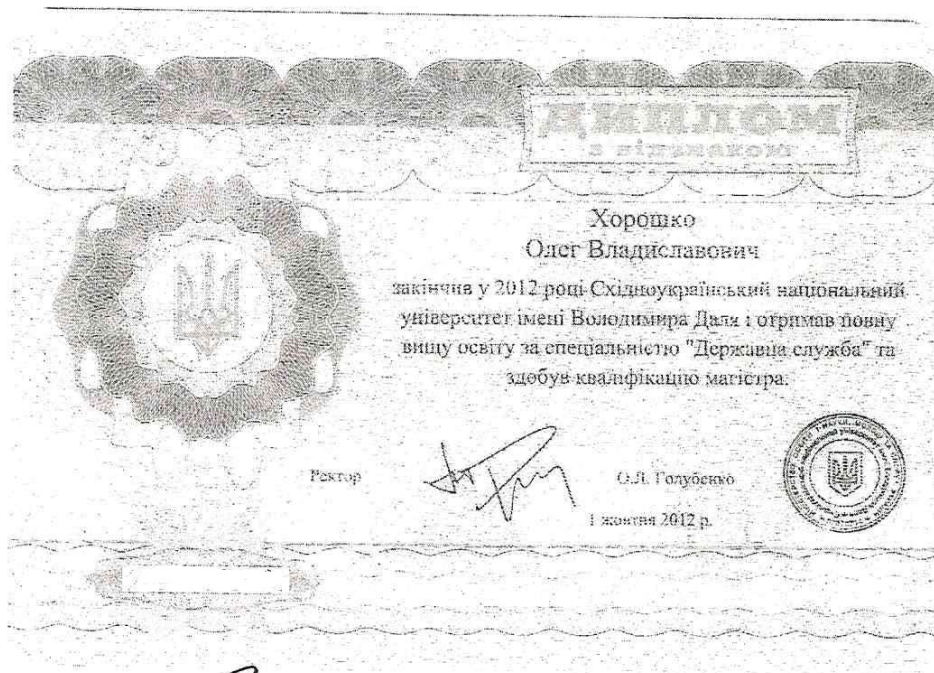 ДИПЛОМ
з відзнакою
Хорошко
Олег Владиславович
закінчив у 2012 році Східноукраїнський національний
університет імені Володимира Даля і отримав повну
вищу освіту за спеціальністю "Державна служба" та
здобув кваліфікацію магістра.
Ректор
О.Л. Голубенко
1 жовтня 2012 р.